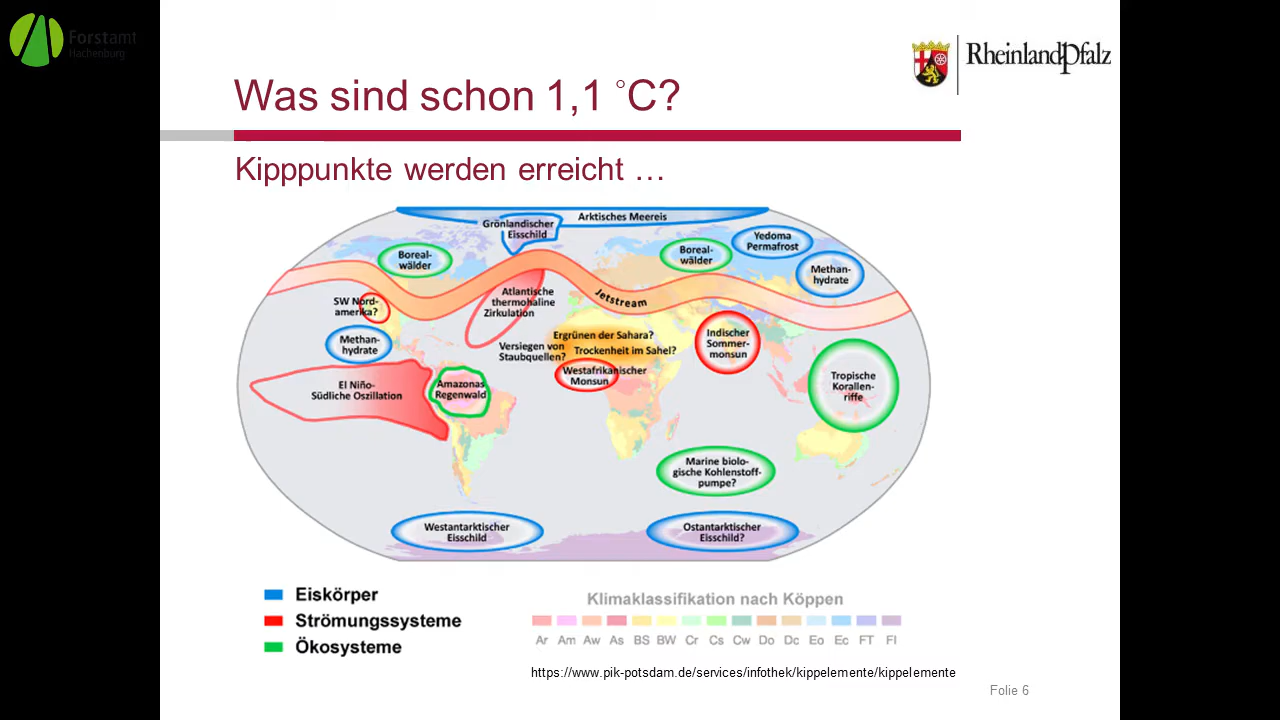 Forstamt
Hachenburg
RheinlandPfalz
Was sind schon 1,1 °C?
Kipppunkte werden erreicht …
Arktisches Meereis
Grönlandischer
Eisschild
Yedoma
Permafrost
Boreal-
wälder
Boreal-
wälder
Methan-
hydrate
Jetstream
SW Nord-
amerika?
Atlantische
thermohaline
Zirkulation
Methan-
hydrate
Ergrünen der Sahara?
Versiegen von
Staubquellen?
Trockenheit im Sahel?
Indischer
Sommer-
monsun
Westafrikanischer
Monsun
El Niño-
Südliche Oszillation
Amazonas
Regenwald
Tropische
Korallen-
riffe
Marine biolo-
gische Kohlenstoff-
pumpe?
Westantarktischer
Eisschild
Ostantarktischer
Eisschild?
Eiskörper
Strömungssysteme
Ökosysteme
Klimaklassifikation nach Köppen
Ar Am Aw As BS BW Cr Cs Cw Do Dc Eo Ec FT FI
https://www.pik-potsdam.de/services/infothek/kippelemente/kippelemente
Folie 6